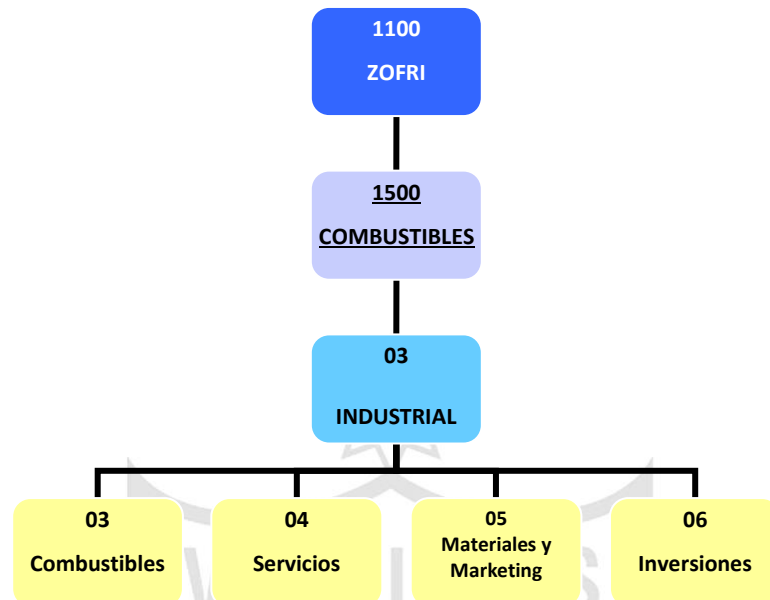 1100
ZOFRI
1500
COMBUSTIBLES
03
INDUSTRIAL
03
Combustibles
04
Servicios
05
Materiales y
Marketing
06
Inversiones